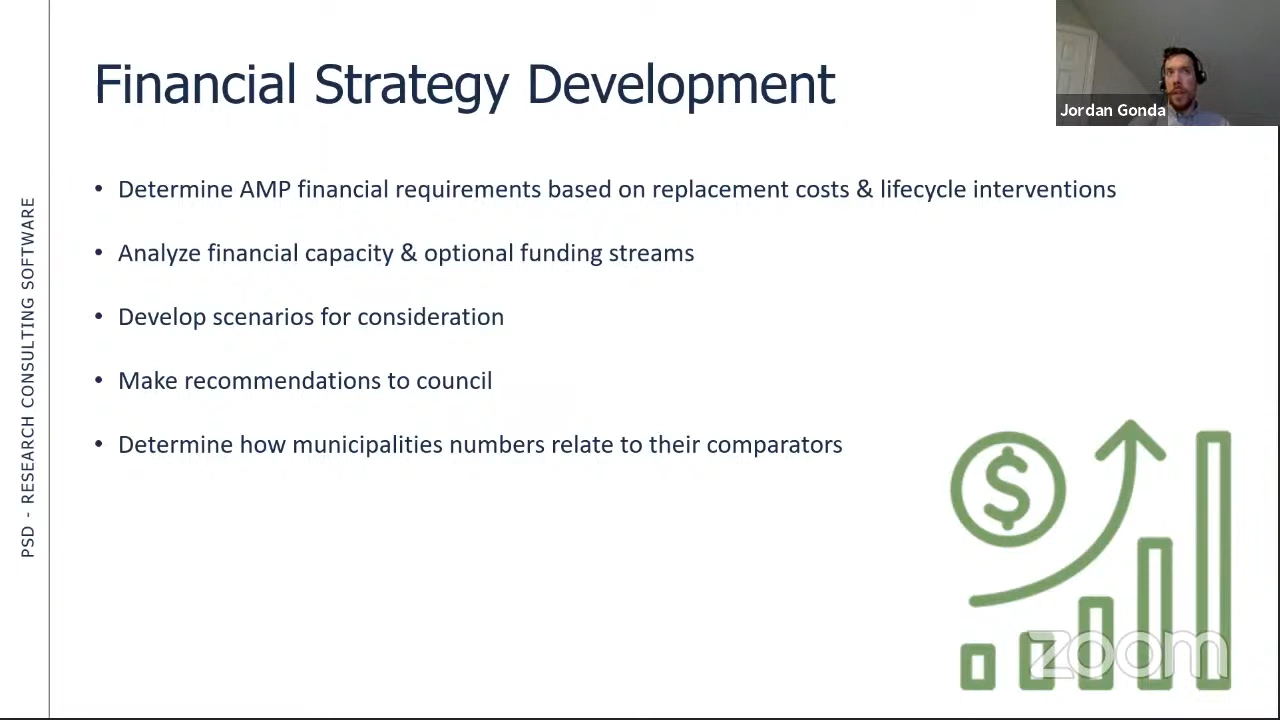 Financial Strategy Development
Jordan Gonda
• Determine AMP financial requirements based on replacement costs & lifecycle interventions
• Analyze financial capacity & optional funding streams
• Develop scenarios for consideration
• Make recommendations to council
• Determine how municipalities numbers relate to their comparators
PSD - RESEARCH CONSULTING SOFTWARE
$
zoom